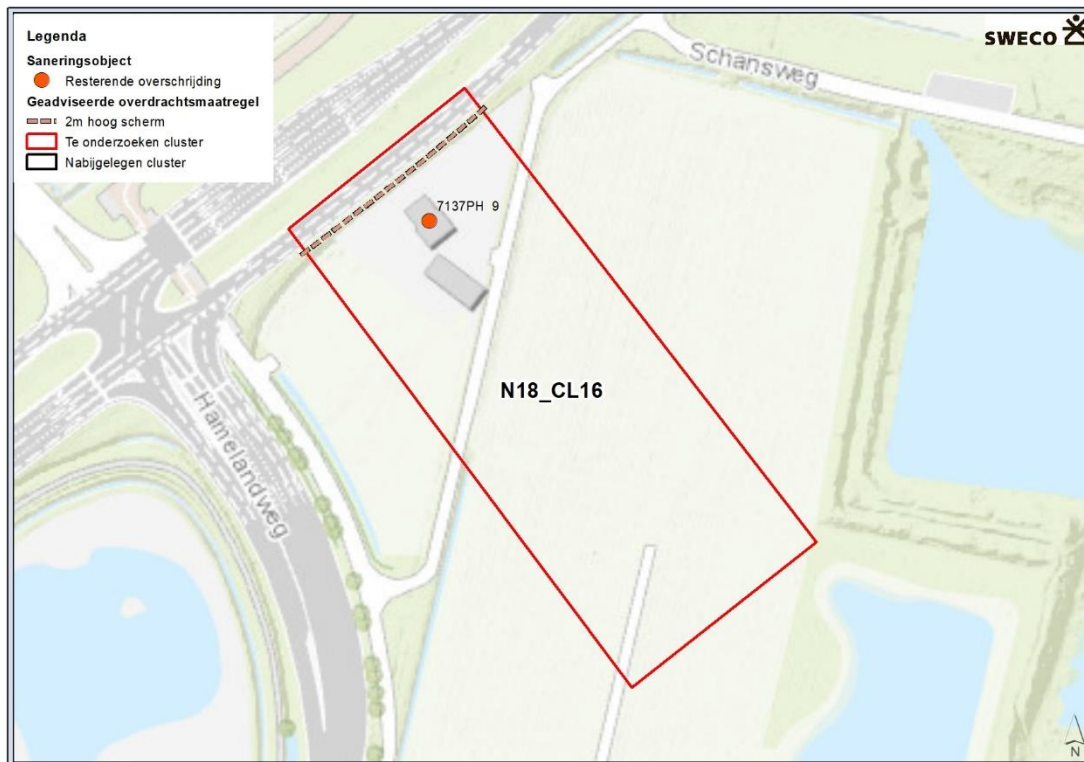 Legenda
Saneringsobject
Resterende overschrijding
Geadviseerde overdrachtsmaatregel
2m hoog scherm
Te onderzoeken cluster
Nabijgelegen cluster
SWECO
Schansweg
7137PH 9
N18_CL16
Hamelandweg
N